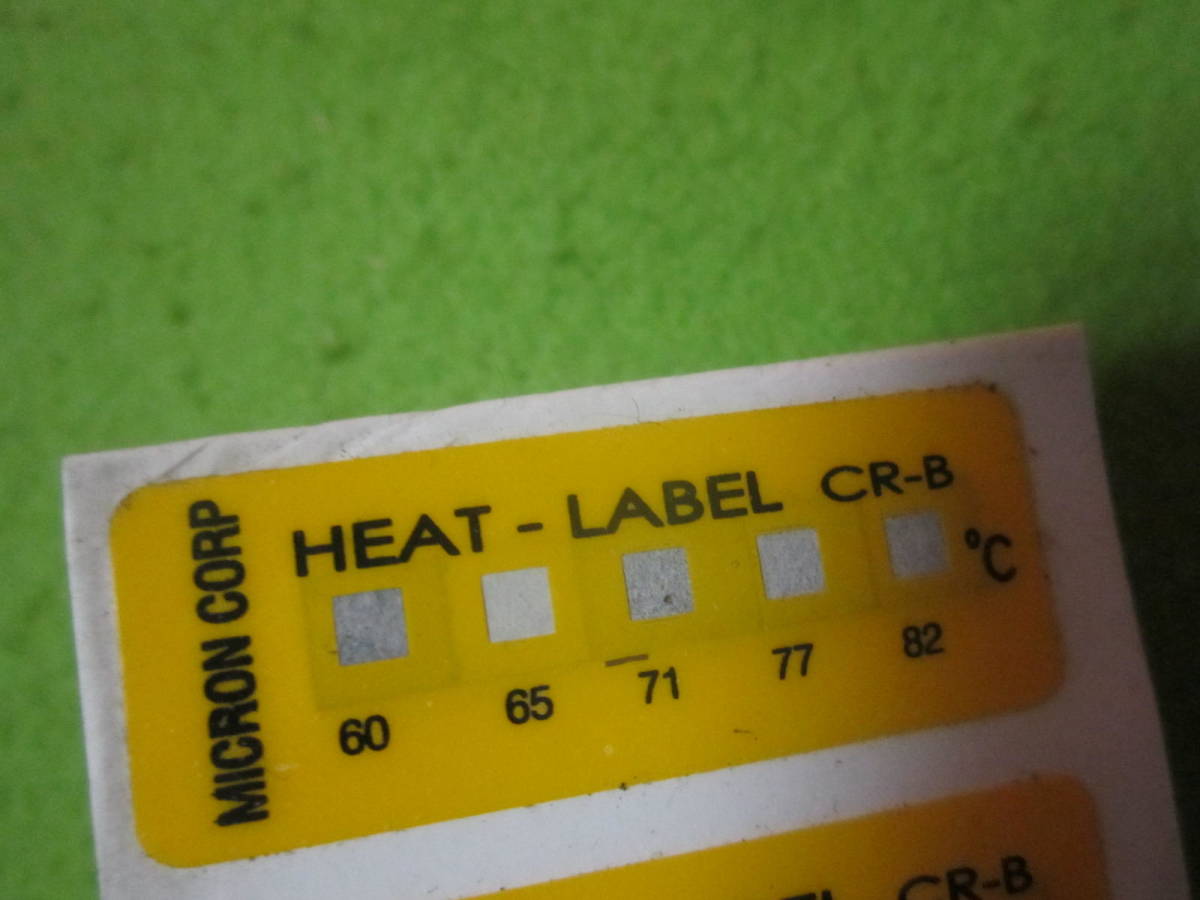 MICRON CORP
HEAT - LABEL CR-B
°C
60 65 71 77 82
CR-B